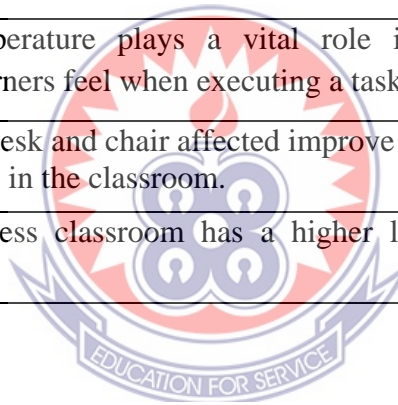 perature plays a vital role i
rners feel when executing a task
esk and chair affected improve
in the classroom.
ess classroom has a higher l
EDUCATION FOR SERVICE